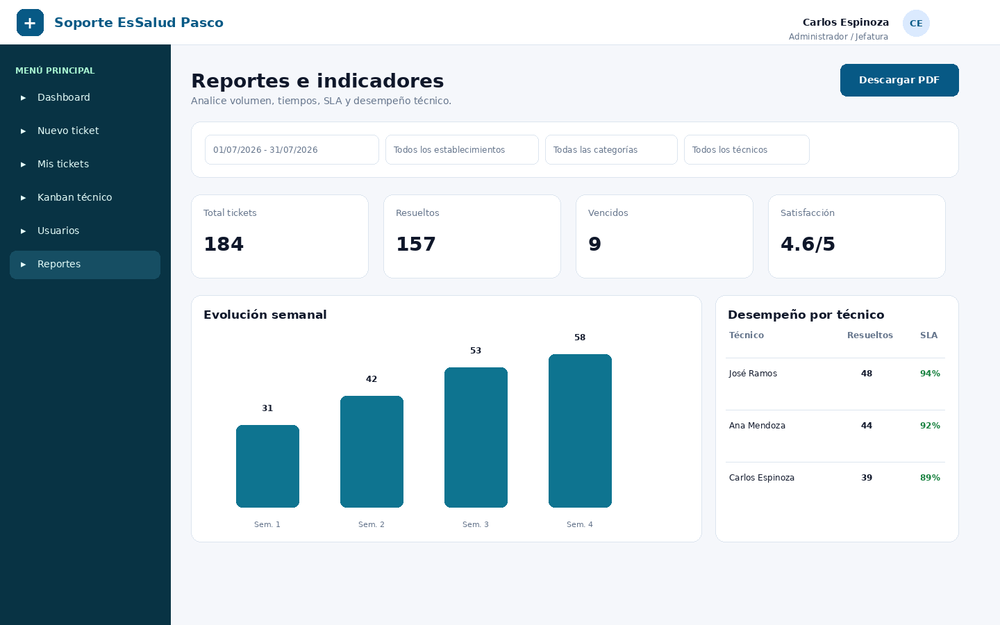 + Soporte EsSalud Pasco
Carlos Espinoza
Administrador / Jefatura
CE
MENÚ PRINCIPAL
Dashboard
Nuevo ticket
Mis tickets
Kanban técnico
Usuarios
Reportes
Reportes e indicadores
Analice volumen, tiempos, SLA y desempeño técnico.
Descargar PDF
01/07/2026 - 31/07/2026 Todos los establecimientos Todas las categorías Todos los técnicos
Total tickets
184
Resueltos
157
Vencidos
9
Satisfacción
4.6/5
Evolución semanal
31 42 53 58
Sem. 1 Sem. 2 Sem. 3 Sem. 4
Desempeño por técnico
Técnico Resueltos SLA
José Ramos 48 94%
Ana Mendoza 44 92%
Carlos Espinoza 39 89%